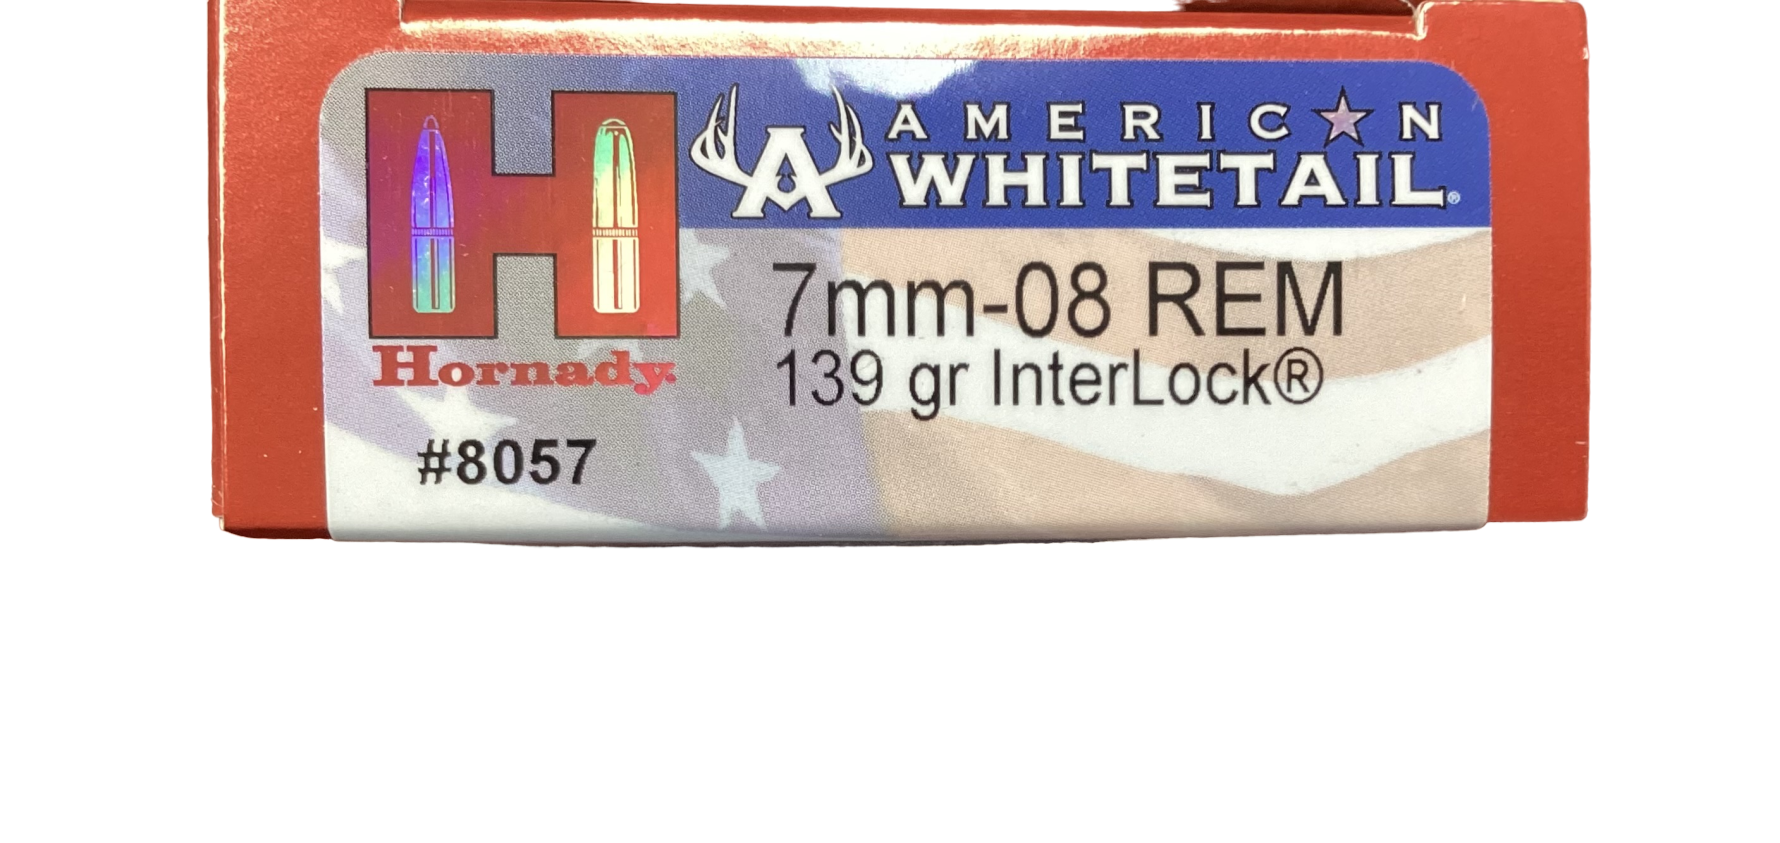 AMERICAN
WHITETAIL®
7mm-08 REM
139 gr InterLock®
Hornady.
#8057